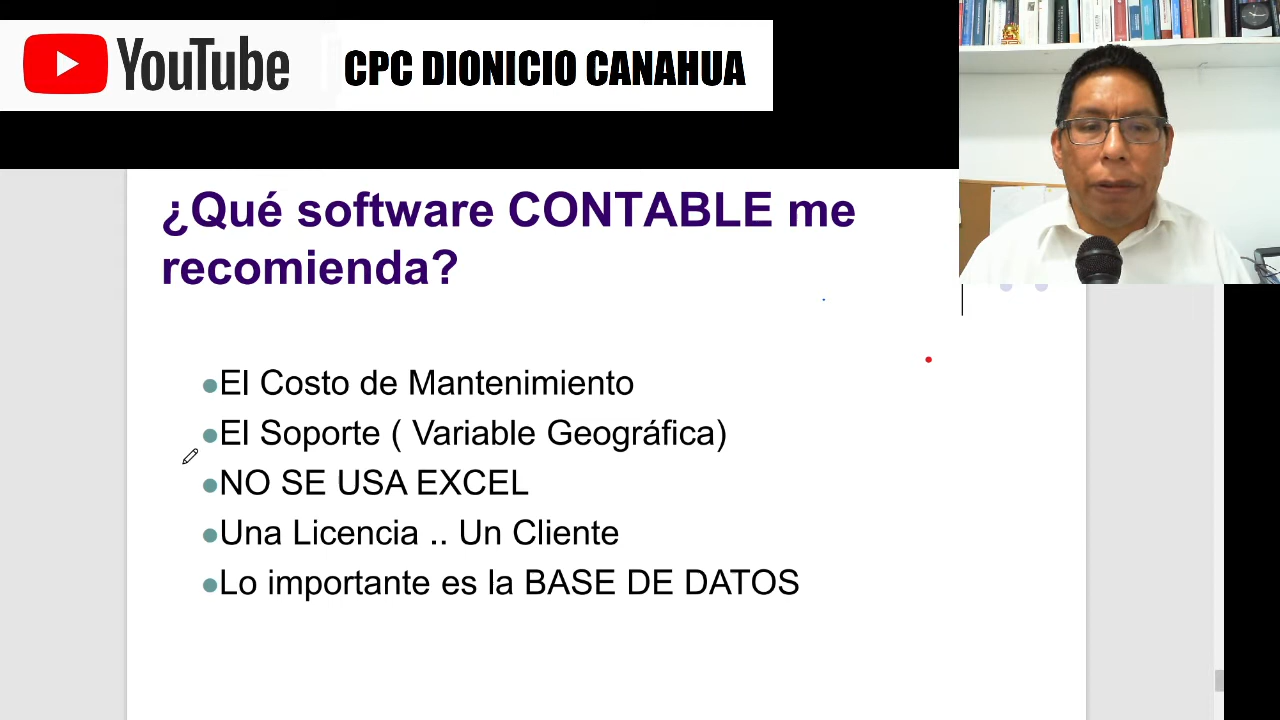 YouTube
CPC DIONICIO CANAHUA
¿Qué software CONTABLE me
recomienda?
El Costo de Mantenimiento
El Soporte ( Variable Geográfica)
NO SE USA EXCEL
Una Licencia .. Un Cliente
Lo importante es la BASE DE DATOS